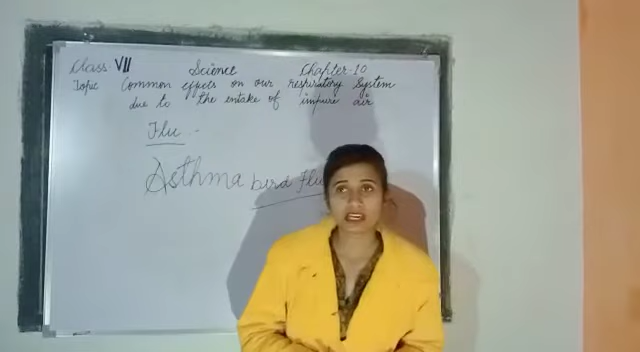 Class VII Science Chapter-10
Topic Common effects on our respiratory System
due to the intake of impure air
Flu -
Asthma bird Flu